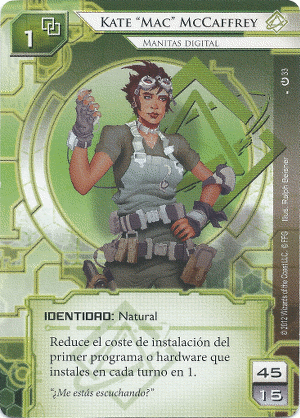 Kate “Mac” McCaffrey
Manitas digital
1
33
Illus. Ralph Beisner
© 2012 Wizards of the Coast LLC. © FFG
IDENTIDAD: Natural
Reduce el coste de instalación del
primer programa o hardware que
instales en cada turno en 1.
“¿Me estás escuchando?”
45
15